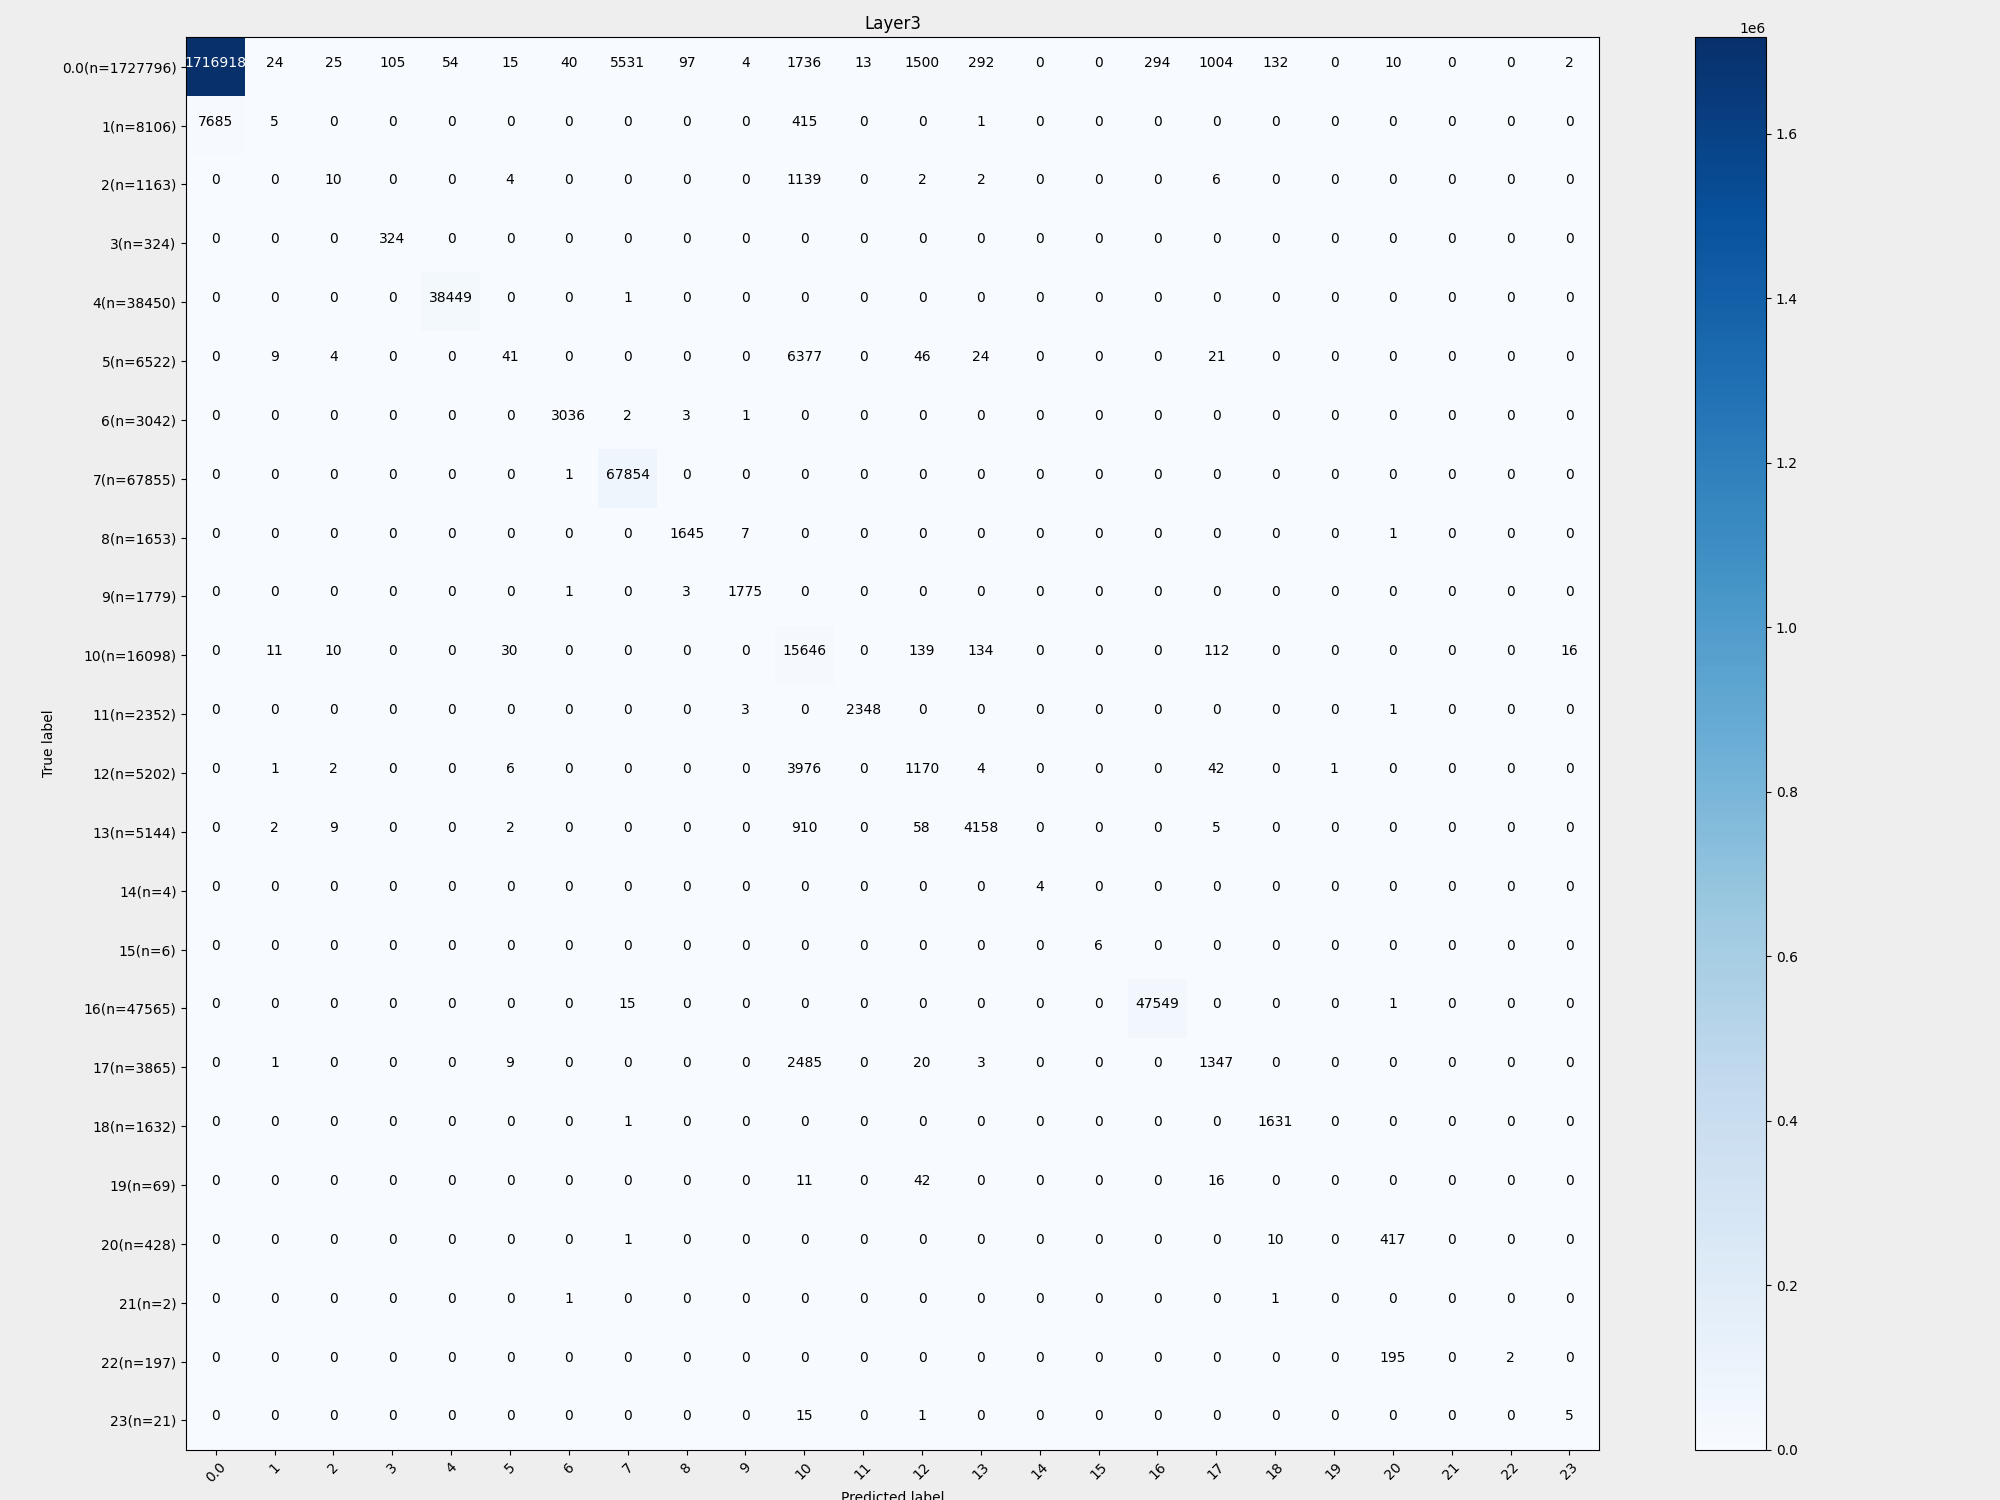 Layer3
1e6
0.0(n=1727796) 1716918 24 25 105 54 15 40 5531 97 4 1736 13 1500 292 0 0 294 1004 132 0 10 0 0 2
1(n=8106) 7685 5 0 0 0 0 0 0 0 0 415 0 0 1 0 0 0 0 0 0 0 0 0 0
2(n=1163) 0 0 10 0 0 4 0 0 0 0 1139 0 2 2 0 0 0 6 0 0 0 0 0 0
3(n=324) 0 0 0 324 0 0 0 0 0 0 0 0 0 0 0 0 0 0 0 0 0 0 0 0
4(n=38450) 0 0 0 0 38449 0 0 1 0 0 0 0 0 0 0 0 0 0 0 0 0 0 0 0
5(n=6522) 0 9 4 0 0 41 0 0 0 0 6377 0 46 24 0 0 0 21 0 0 0 0 0 0
6(n=3042) 0 0 0 0 0 0 3036 2 3 1 0 0 0 0 0 0 0 0 0 0 0 0 0 0
7(n=67855) 0 0 0 0 0 0 1 67854 0 0 0 0 0 0 0 0 0 0 0 0 0 0 0 0
8(n=1653) 0 0 0 0 0 0 0 0 1645 7 0 0 0 0 0 0 0 0 0 0 1 0 0 0
9(n=1779) 0 0 0 0 0 0 1 0 3 1775 0 0 0 0 0 0 0 0 0 0 0 0 0 0
10(n=16098) 0 11 10 0 0 30 0 0 0 0 15646 0 139 134 0 0 0 112 0 0 0 0 0 16
11(n=2352) 0 0 0 0 0 0 0 0 0 3 0 2348 0 0 0 0 0 0 0 0 1 0 0 0
12(n=5202) 0 1 2 0 0 6 0 0 0 0 3976 0 1170 4 0 0 0 42 0 1 0 0 0 0
13(n=5144) 0 2 9 0 0 2 0 0 0 0 910 0 58 4158 0 0 0 5 0 0 0 0 0 0
14(n=4) 0 0 0 0 0 0 0 0 0 0 0 0 0 0 4 0 0 0 0 0 0 0 0 0
15(n=6) 0 0 0 0 0 0 0 0 0 0 0 0 0 0 0 6 0 0 0 0 0 0 0 0
16(n=47565) 0 0 0 0 0 0 0 15 0 0 0 0 0 0 0 0 47549 0 0 0 1 0 0 0
17(n=3865) 0 1 0 0 0 9 0 0 0 0 2485 0 20 3 0 0 0 1347 0 0 0 0 0 0
18(n=1632) 0 0 0 0 0 0 0 1 0 0 0 0 0 0 0 0 0 0 1631 0 0 0 0 0
19(n=69) 0 0 0 0 0 0 0 0 0 0 11 0 42 0 0 0 0 16 0 0 0 0 0 0
20(n=428) 0 0 0 0 0 0 0 1 0 0 0 0 0 0 0 0 0 0 10 0 417 0 0 0
21(n=2) 0 0 0 0 0 0 1 0 0 0 0 0 0 0 0 0 0 0 1 0 0 0 0 0
22(n=197) 0 0 0 0 0 0 0 0 0 0 0 0 0 0 0 0 0 0 0 0 195 0 2 0
23(n=21) 0 0 0 0 0 0 0 0 0 0 15 0 1 0 0 0 0 0 0 0 0 0 0 5
0.0 1 2 3 4 5 6 7 8 9 10 11 12 13 14 15 16 17 18 19 20 21 22 23
Predicted label
True label
1.6
1.4
1.2
1.0
0.8
0.6
0.4
0.2
0.0